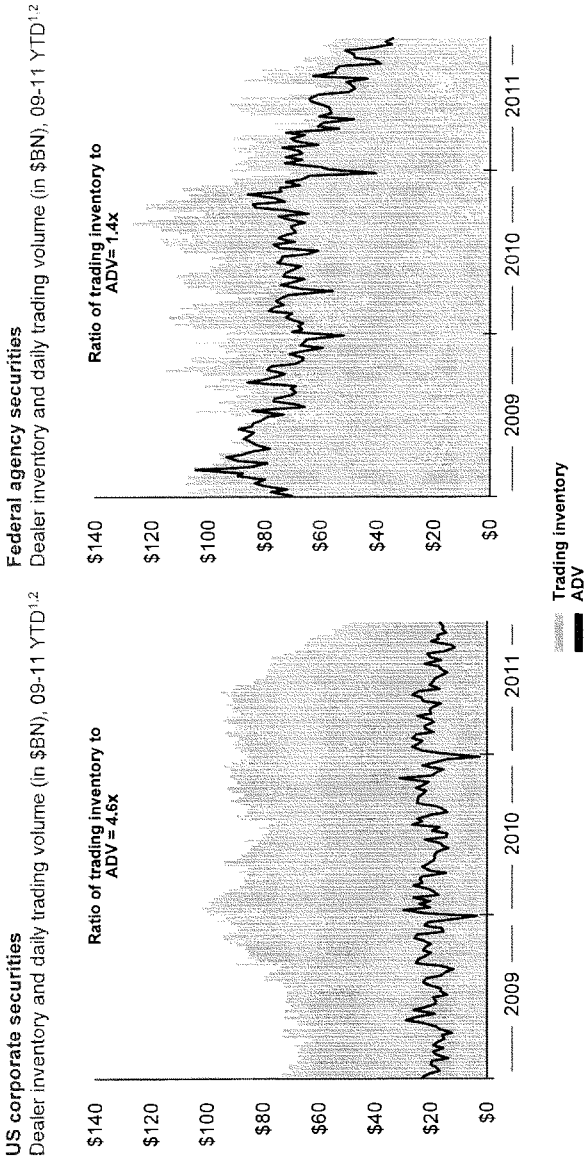 US corporate securities
Dealer inventory and daily trading volume (in $BN), 09-11 YTD1,2
Ratio of trading inventory to
ADV = 4.6x
$140
$120
$100
$80
$60
$40
$20
$0
2009
2010
2011
Federal agency securities
Dealer inventory and daily trading volume (in $BN), 09-11 YTD1,2
Ratio of trading inventory to
ADV= 1.4x
$140
$120
$100
$80
$60
$40
$20
$0
2009
2010
2011
Trading inventory
ADV